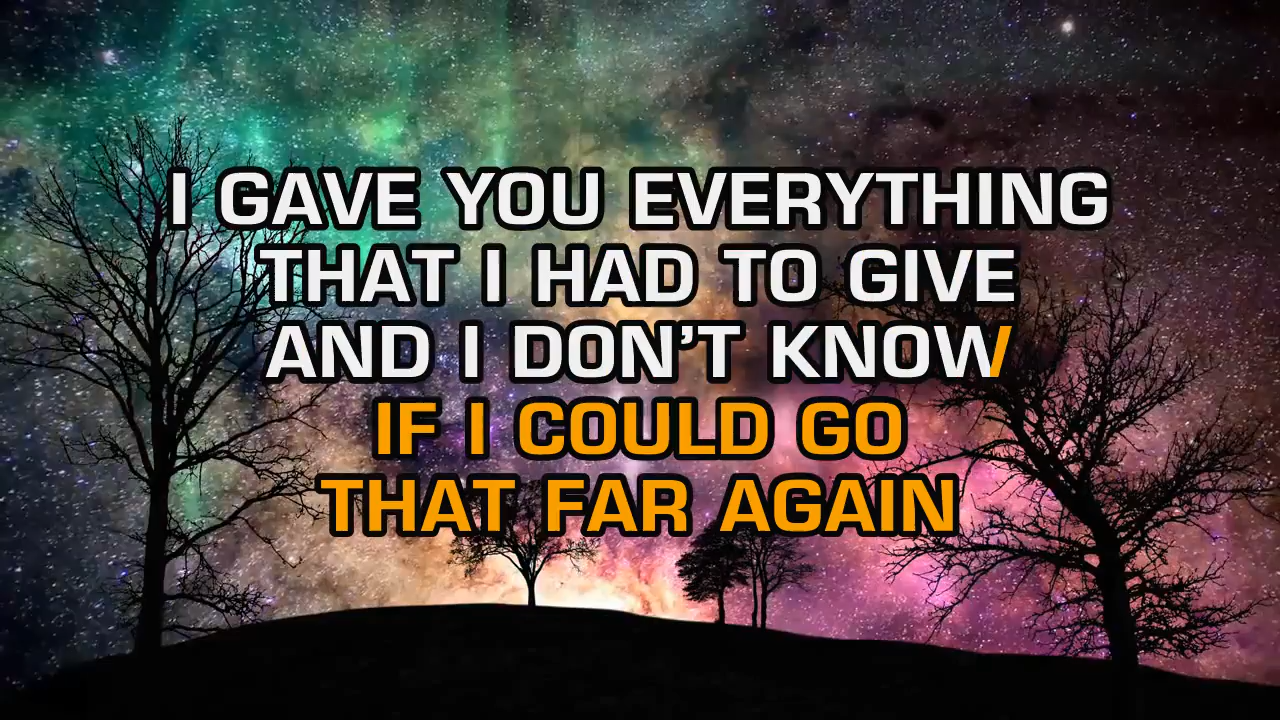 I GAVE YOU EVERYTHING
THAT I HAD TO GIVE
AND I DON'T KNOW
IF I COULD GO
THAT FAR AGAIN